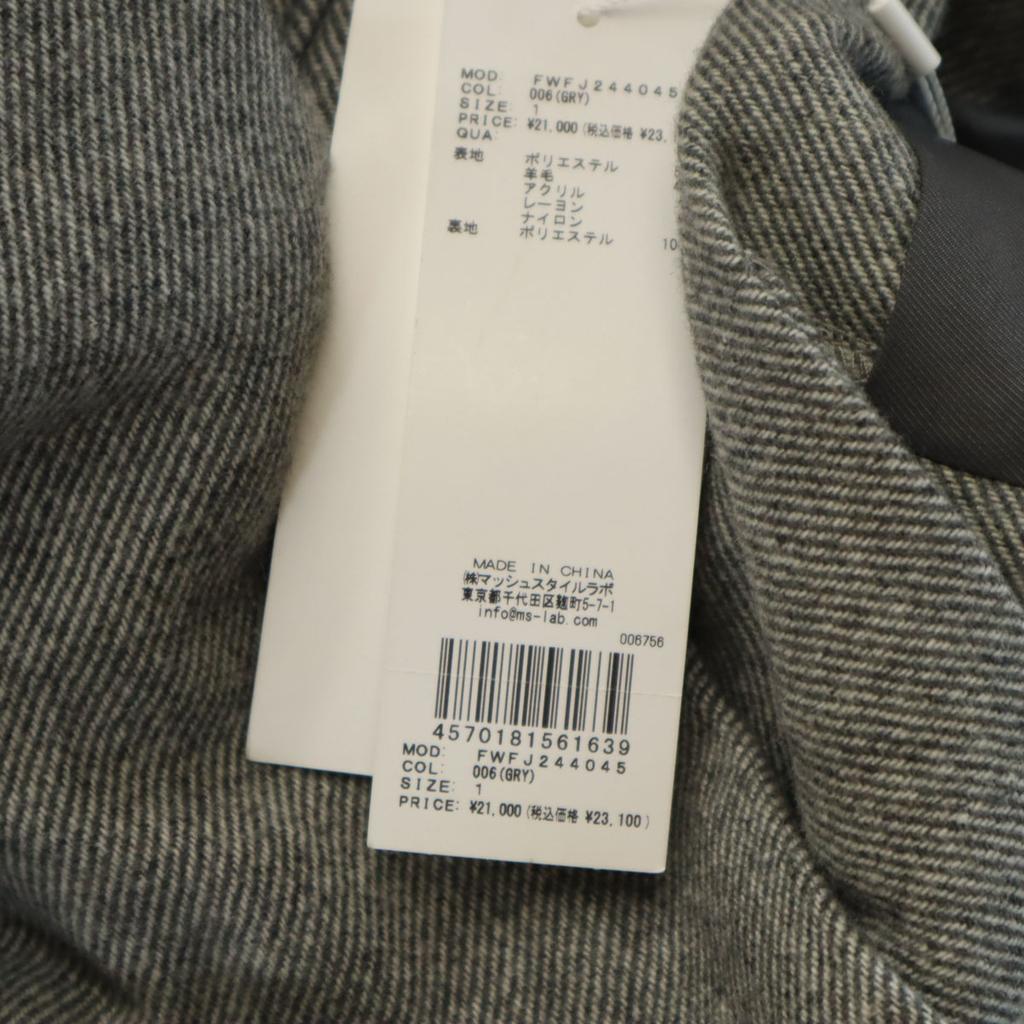 MOD: FWFJ244045
COL: 006(GRY)
SIZE: 1
PRICE: ¥21,000 (税込価格 ¥23,
QUA:
表地 ポリエステル
羊毛
アクリル
レーヨン
ナイロン
裏地 ポリエステル 10
MADE IN CHINA
㈱マッシュスタイルラボ
東京都千代田区麹町5-7-1
info@ms-lab.com
006756
4570181561639
MOD: FWFJ244045
COL: 006(GRY)
SIZE: 1
PRICE: ¥21,000 (税込価格 ¥23,100)